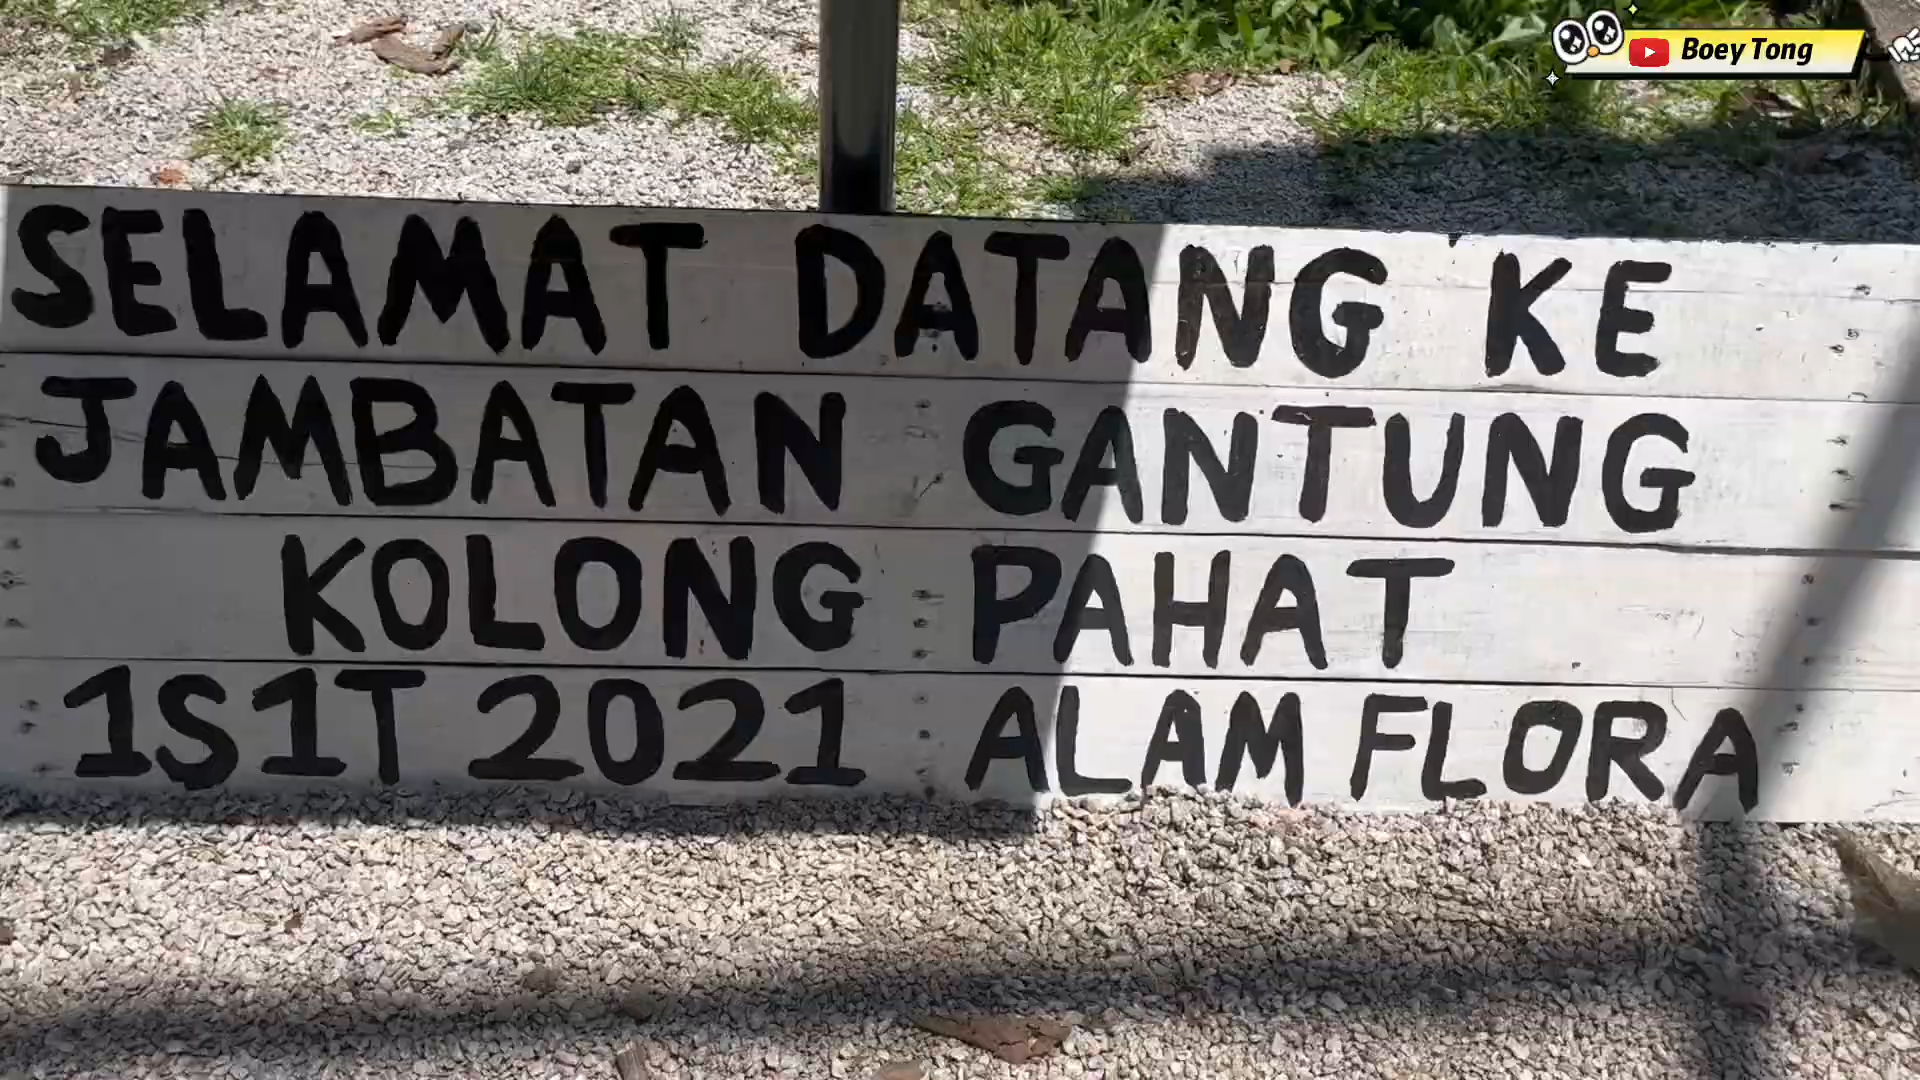 Boey Tong
SELAMAT DATANG KE
JAMBATAN GANTUNG
KOLONG PAHAT
1S1T 2021 ALAM FLORA